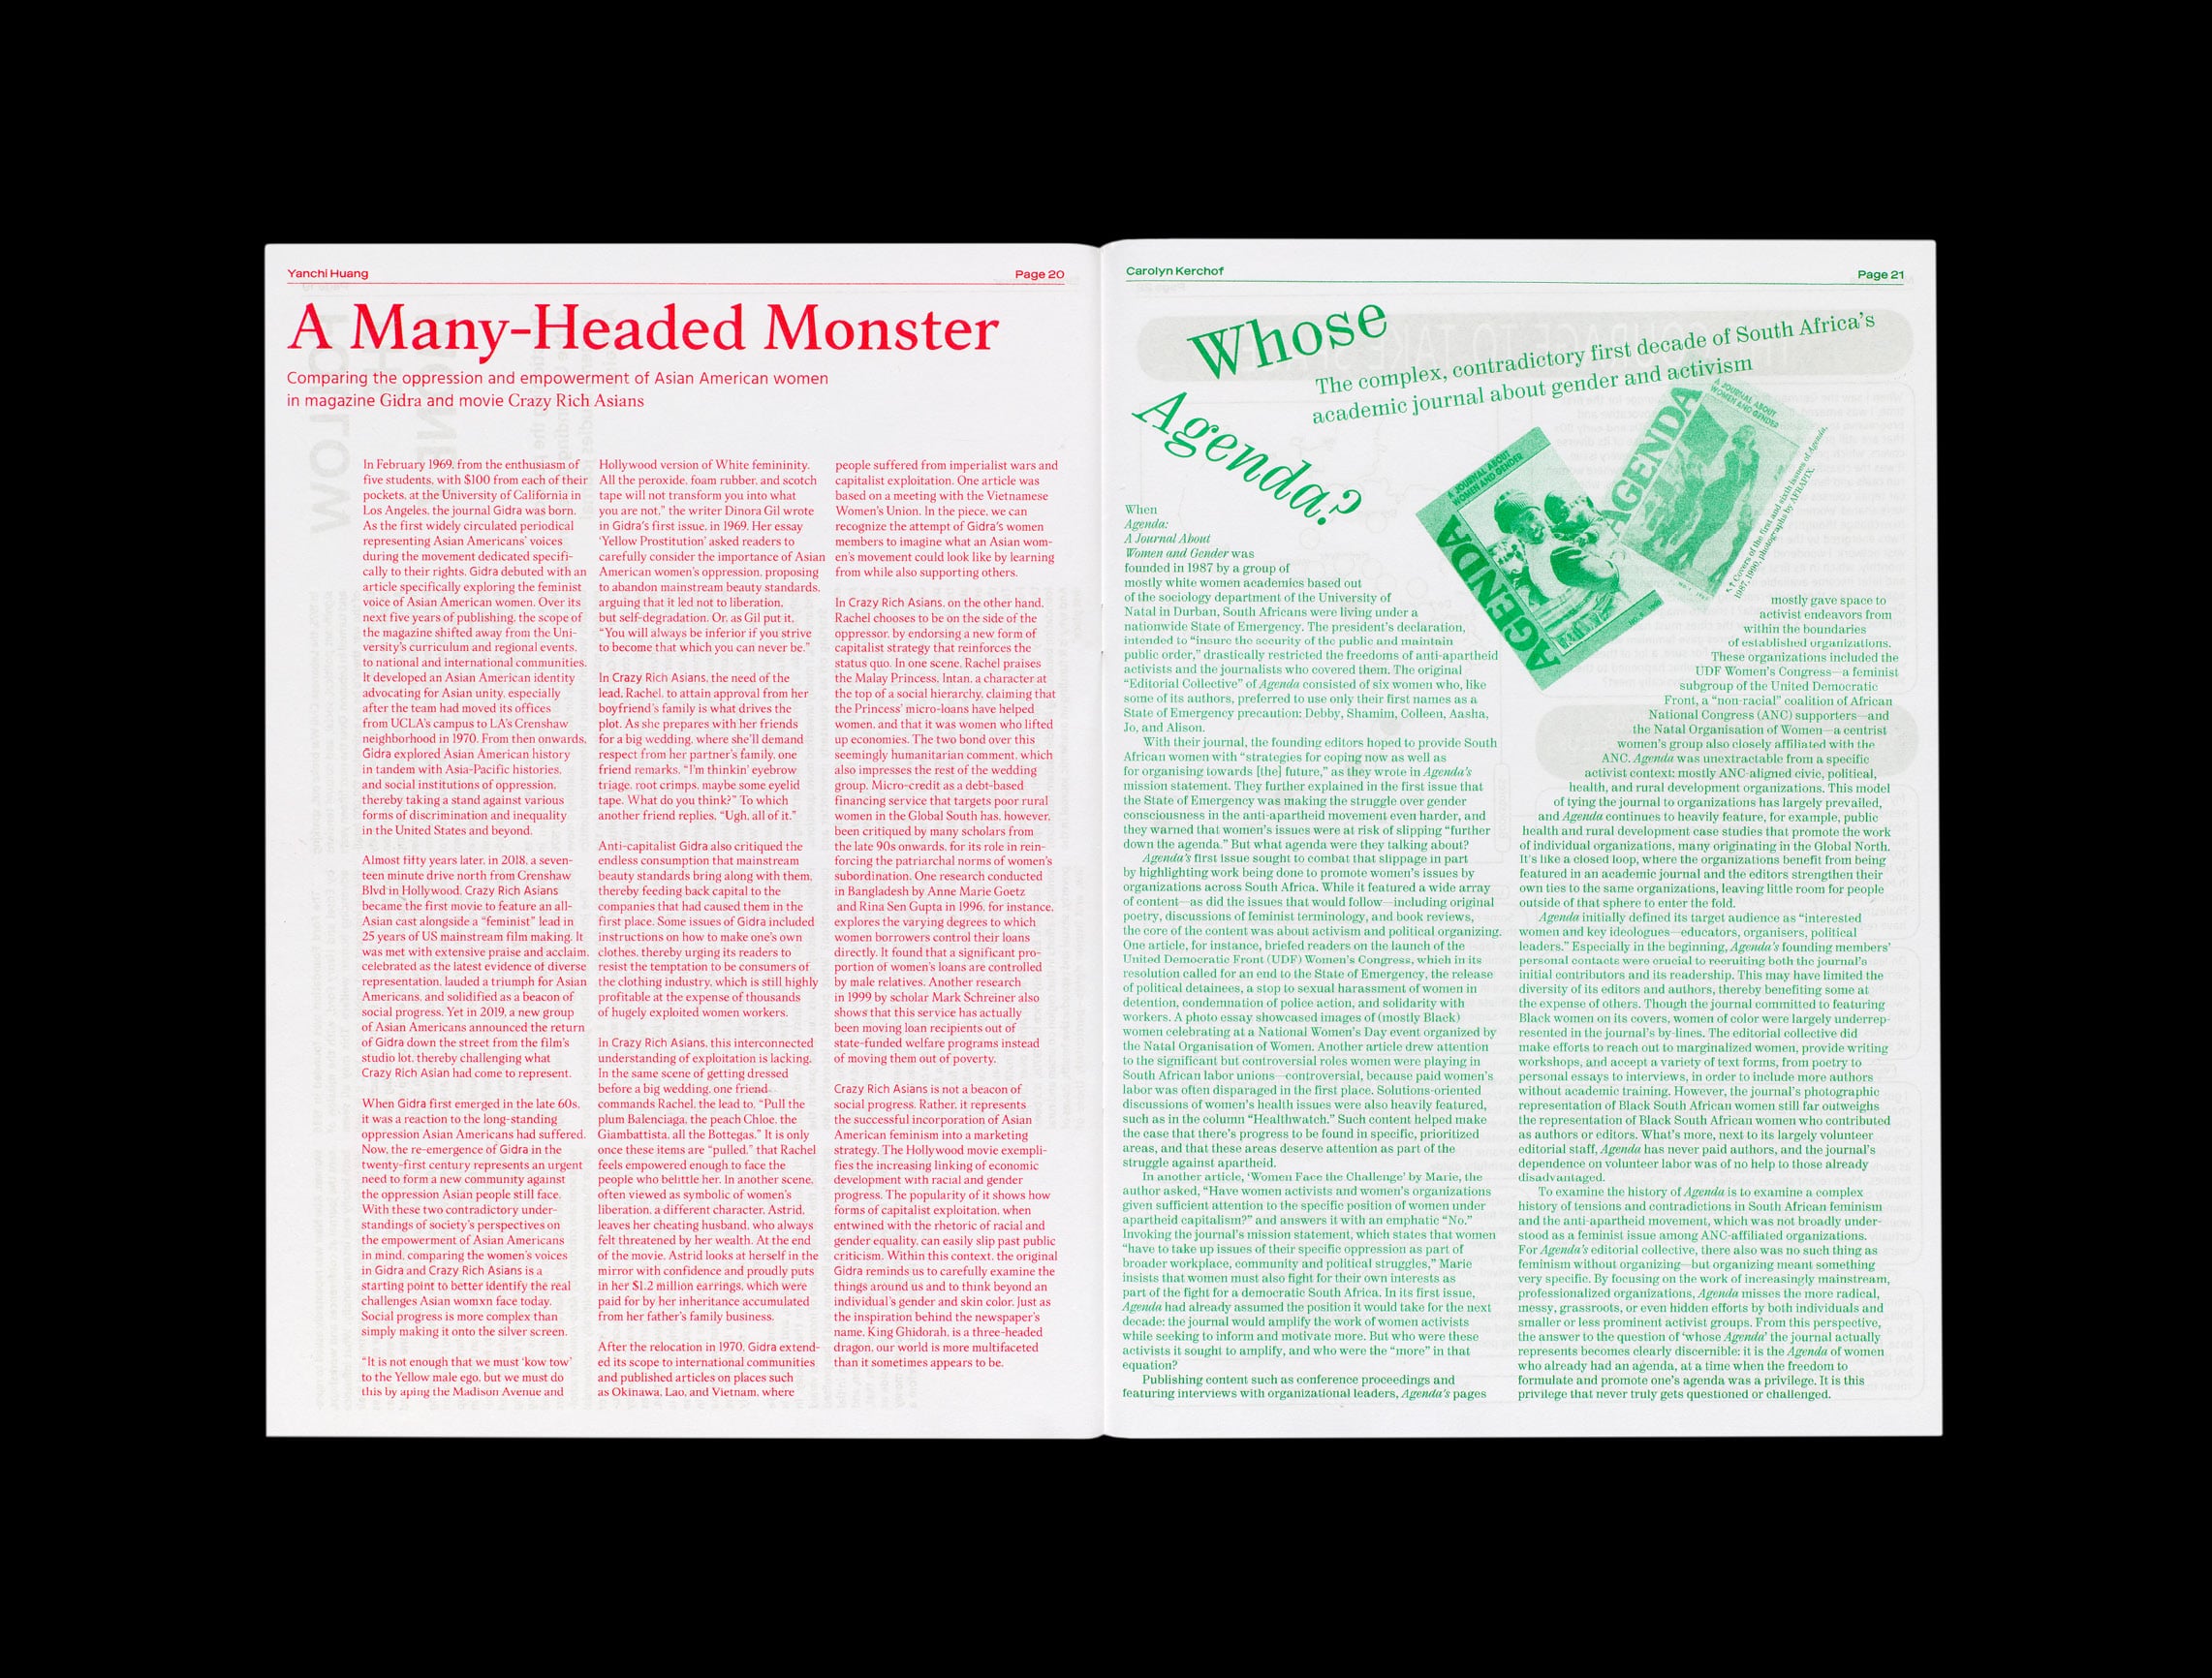 Yanchi Huang
Page 20
A Many-Headed Monster
Comparing the oppression and empowerment of Asian American women
in magazine Gidra and movie Crazy Rich Asians
In February 1969, from the enthusiasm of
five students, with $100 from each of their
pockets, at the University of California in
Los Angeles, the journal Gidra was born.
As the first widely circulated periodical
representing Asian Americans' voices
during the movement dedicated specifi-
cally to their rights, Gidra debuted with an
article specifically exploring the feminist
voice of Asian American women. Over its
next five years of publishing, the scope of
the magazine shifted away from the Uni-
versity's curriculum and regional events,
to national and international communities.
It developed an Asian American identity
advocating for Asian unity, especially
after the team had moved its offices
from UCLA's campus to LA's Crenshaw
neighborhood in 1970. From then onwards,
Gidra explored Asian American history
in tandem with Asia-Pacific histories,
and social institutions of oppression,
thereby taking a stand against various
forms of discrimination and inequality
in the United States and beyond.
Almost fifty years later, in 2018, a seven-
teen minute drive north from Crenshaw
Blvd in Hollywood, Crazy Rich Asians
became the first movie to feature an all-
Asian cast alongside a "feminist" lead in
25 years of US mainstream film making. It
was met with extensive praise and acclaim,
celebrated as the latest evidence of diverse
representation, lauded a triumph for Asian
Americans, and solidified as a beacon of
social progress. Yet in 2019, a new group
of Asian Americans announced the return
of Gidra down the street from the film's
studio lot, thereby challenging what
Crazy Rich Asian had come to represent.
When Gidra first emerged in the late 60s,
it was a reaction to the long-standing
oppression Asian Americans had suffered.
Now, the re-emergence of Gidra in the
twenty-first century represents an urgent
need to form a new community against
the oppression Asian people still face.
With these two contradictory under-
standings of society's perspectives on
the empowerment of Asian Americans
in mind, comparing the women's voices
in Gidra and Crazy Rich Asians is a
starting point to better identify the real
challenges Asian womxn face today.
Social progress is more complex than
simply making it onto the silver screen.
"It is not enough that we must 'kow tow'
to the Yellow male ego, but we must do
this by aping the Madison Avenue and
Hollywood version of White femininity.
All the peroxide, foam rubber, and scotch
tape will not transform you into what
you are not," the writer Dinora Gil wrote
in Gidra's first issue, in 1969. Her essay
'Yellow Prostitution' asked readers to
carefully consider the importance of Asian
American women's oppression, proposing
to abandon mainstream beauty standards,
arguing that it led not to liberation,
but self-degradation. Or, as Gil put it,
"You will always be inferior if you strive
to become that which you can never be."
In Crazy Rich Asians, the need of the
lead, Rachel, to attain approval from her
boyfriend's family is what drives the
plot. As she prepares with her friends
for a big wedding, where she'll demand
respect from her partner's family, one
friend remarks, "I'm thinkin' eyebrow
triage, root crimps, maybe some eyelid
tape. What do you think?" To which
another friend replies, "Ugh, all of it."
Anti-capitalist Gidra also critiqued the
endless consumption that mainstream
beauty standards bring along with them,
thereby feeding back capital to the
companies that had caused them in the
first place. Some issues of Gidra included
instructions on how to make one's own
clothes, thereby urging its readers to
resist the temptation to be consumers of
the clothing industry, which is still highly
profitable at the expense of thousands
of hugely exploited women workers.
In Crazy Rich Asians, this interconnected
understanding of exploitation is lacking.
In the same scene of getting dressed
before a big wedding, one friend
commands Rachel, the lead to, "Pull the
plum Balenciaga, the peach Chloe, the
Giambattista, all the Bottegas." It is only
once these items are "pulled," that Rachel
feels empowered enough to face the
people who belittle her. In another scene,
often viewed as symbolic of women's
liberation, a different character, Astrid,
leaves her cheating husband, who always
felt threatened by her wealth. At the end
of the movie, Astrid looks at herself in the
mirror with confidence and proudly puts
in her $1.2 million earrings, which were
paid for by her inheritance accumulated
from her father's family business.
After the relocation in 1970, Gidra extend-
ed its scope to international communities
and published articles on places such
as Okinawa, Lao, and Vietnam, where
people suffered from imperialist wars and
capitalist exploitation. One article was
based on a meeting with the Vietnamese
Women's Union. In the piece, we can
recognize the attempt of Gidra's women
members to imagine what an Asian wom-
en's movement could look like by learning
from while also supporting others.
In Crazy Rich Asians, on the other hand,
Rachel chooses to be on the side of the
oppressor, by endorsing a new form of
capitalist strategy that reinforces the
status quo. In one scene, Rachel praises
the Malay Princess, Intan, a character at
the top of a social hierarchy, claiming that
the Princess' micro-loans have helped
women, and that it was women who lifted
up economies. The two bond over this
seemingly humanitarian comment, which
also impresses the rest of the wedding
group. Micro-credit as a debt-based
financing service that targets poor rural
women in the Global South has, however,
been critiqued by many scholars from
the late 90s onwards, for its role in rein-
forcing the patriarchal norms of women's
subordination. One research conducted
in Bangladesh by Anne Marie Goetz
and Rina Sen Gupta in 1996, for instance,
explores the varying degrees to which
women borrowers control their loans
directly. It found that a significant pro-
portion of women's loans are controlled
by male relatives. Another research
in 1999 by scholar Mark Schreiner also
shows that this service has actually
been moving loan recipients out of
state-funded welfare programs instead
of moving them out of poverty.
Crazy Rich Asians is not a beacon of
social progress. Rather, it represents
the successful incorporation of Asian
American feminism into a marketing
strategy. The Hollywood movie exempli-
fies the increasing linking of economic
development with racial and gender
progress. The popularity of it shows how
forms of capitalist exploitation, when
entwined with the rhetoric of racial and
gender equality, can easily slip past public
criticism. Within this context, the original
Gidra reminds us to carefully examine the
things around us and to think beyond an
individual's gender and skin color. Just as
the inspiration behind the newspaper's
name, King Ghidorah, is a three-headed
dragon, our world is more multifaceted
than it sometimes appears to be.
Carolyn Kerchof
Page 21
Whose
Agenda?
The complex, contradictory first decade of South Africa's
academic journal about gender and activism
A JOURNAL ABOUT
WOMEN AND GENDER
AGENDA
A JOURNAL ABOUT
WOMEN AND GENDER
AGENDA
↑↑ Covers of the first and sixth issues of Agenda,
1987, 1990, photographs by AFRAPIX.
When
Agenda:
A Journal About
Women and Gender was
founded in 1987 by a group of
mostly white women academics based out
of the sociology department of the University of
Natal in Durban, South Africans were living under a
nationwide State of Emergency. The president's declaration,
intended to "insure the security of the public and maintain
public order," drastically restricted the freedoms of anti-apartheid
activists and the journalists who covered them. The original
"Editorial Collective" of Agenda consisted of six women who, like
some of its authors, preferred to use only their first names as a
State of Emergency precaution: Debby, Shamim, Colleen, Aasha,
Jo, and Alison.
With their journal, the founding editors hoped to provide South
African women with "strategies for coping now as well as
for organising towards [the] future," as they wrote in Agenda's
mission statement. They further explained in the first issue that
the State of Emergency was making the struggle over gender
consciousness in the anti-apartheid movement even harder, and
they warned that women's issues were at risk of slipping "further
down the agenda." But what agenda were they talking about?
Agenda's first issue sought to combat that slippage in part
by highlighting work being done to promote women's issues by
organizations across South Africa. While it featured a wide array
of content—as did the issues that would follow—including original
poetry, discussions of feminist terminology, and book reviews,
the core of the content was about activism and political organizing.
One article, for instance, briefed readers on the launch of the
United Democratic Front (UDF) Women's Congress, which in its
resolution called for an end to the State of Emergency, the release
of political detainees, a stop to sexual harassment of women in
detention, condemnation of police action, and solidarity with
workers. A photo essay showcased images of (mostly Black)
women celebrating at a National Women's Day event organized by
the Natal Organisation of Women. Another article drew attention
to the significant but controversial roles women were playing in
South African labor unions—controversial, because paid women's
labor was often disparaged in the first place. Solutions-oriented
discussions of women's health issues were also heavily featured,
such as in the column "Healthwatch." Such content helped make
the case that there's progress to be found in specific, prioritized
areas, and that these areas deserve attention as part of the
struggle against apartheid.
In another article, 'Women Face the Challenge' by Marie, the
author asked, "Have women activists and women's organizations
given sufficient attention to the specific position of women under
apartheid capitalism?" and answers it with an emphatic "No."
Invoking the journal's mission statement, which states that women
"have to take up issues of their specific oppression as part of
broader workplace, community and political struggles," Marie
insists that women must also fight for their own interests as
part of the fight for a democratic South Africa. In its first issue,
Agenda had already assumed the position it would take for the next
decade: the journal would amplify the work of women activists
while seeking to inform and motivate more. But who were these
activists it sought to amplify, and who were the "more" in that
equation?
Publishing content such as conference proceedings and
featuring interviews with organizational leaders, Agenda's pages
mostly gave space to
activist endeavors from
within the boundaries
of established organizations.
These organizations included the
UDF Women's Congress—a feminist
subgroup of the United Democratic
Front, a "non-racial" coalition of African
National Congress (ANC) supporters—and
the Natal Organisation of Women—a centrist
women's group also closely affiliated with the
ANC. Agenda was unextractable from a specific
activist context: mostly ANC-aligned civic, political,
health, and rural development organizations. This model
of tying the journal to organizations has largely prevailed,
and Agenda continues to heavily feature, for example, public
health and rural development case studies that promote the work
of individual organizations, many originating in the Global North.
It's like a closed loop, where the organizations benefit from being
featured in an academic journal and the editors strengthen their
own ties to the same organizations, leaving little room for people
outside of that sphere to enter the fold.
Agenda initially defined its target audience as "interested
women and key ideologues—educators, organisers, political
leaders." Especially in the beginning, Agenda's founding members'
personal contacts were crucial to recruiting both the journal's
initial contributors and its readership. This may have limited the
diversity of its editors and authors, thereby benefiting some at
the expense of others. Though the journal committed to featuring
Black women on its covers, women of color were largely underrep-
resented in the journal's by-lines. The editorial collective did
make efforts to reach out to marginalized women, provide writing
workshops, and accept a variety of text forms, from poetry to
personal essays to interviews, in order to include more authors
without academic training. However, the journal's photographic
representation of Black South African women still far outweighs
the representation of Black South African women who contributed
as authors or editors. What's more, next to its largely volunteer
editorial staff, Agenda has never paid authors, and the journal's
dependence on volunteer labor was of no help to those already
disadvantaged.
To examine the history of Agenda is to examine a complex
history of tensions and contradictions in South African feminism
and the anti-apartheid movement, which was not broadly under-
stood as a feminist issue among ANC-affiliated organizations.
For Agenda's editorial collective, there also was no such thing as
feminism without organizing—but organizing meant something
very specific. By focusing on the work of increasingly mainstream,
professionalized organizations, Agenda misses the more radical,
messy, grassroots, or even hidden efforts by both individuals and
smaller or less prominent activist groups. From this perspective,
the answer to the question of 'whose Agenda' the journal actually
represents becomes clearly discernible: it is the Agenda of women
who already had an agenda, at a time when the freedom to
formulate and promote one's agenda was a privilege. It is this
privilege that never truly gets questioned or challenged.